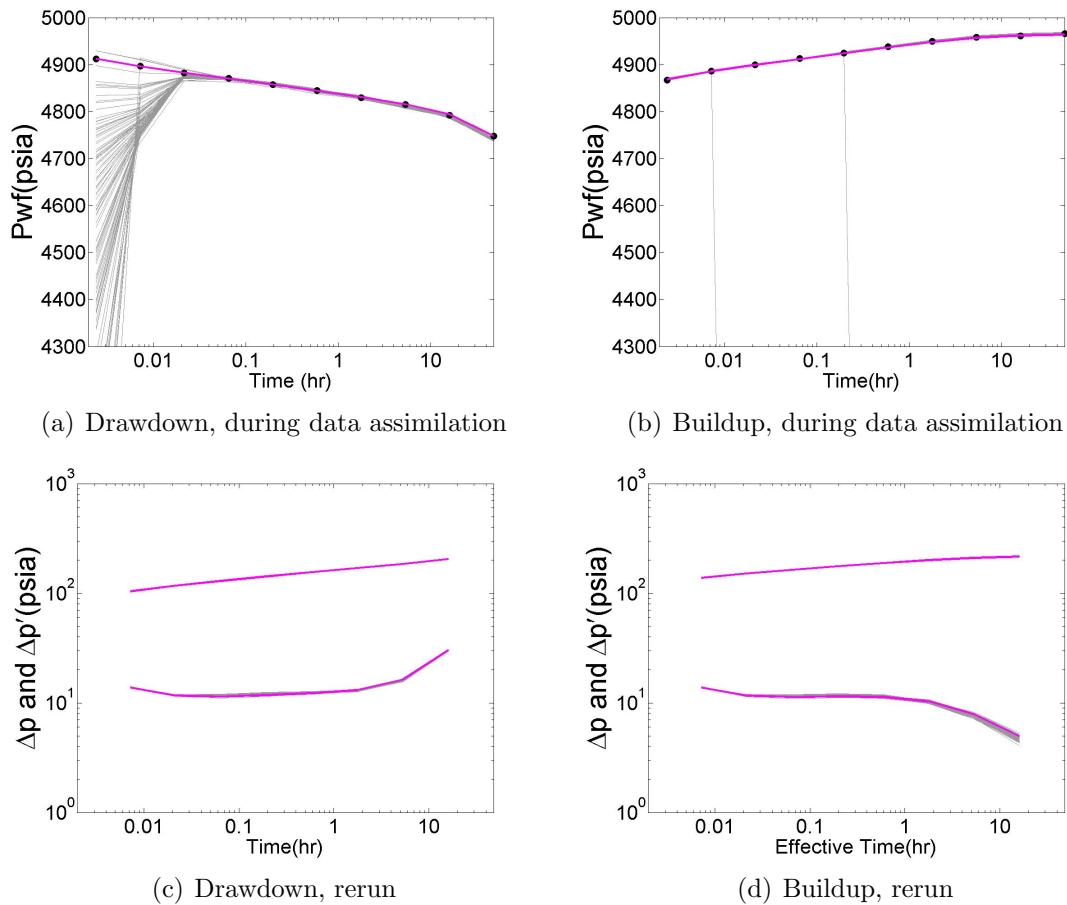 5000
4900
4800
4700
4600
4500
4400
4300
Pwf(psia)
0.01 0.1 1 10
Time (hr)
(a) Drawdown, during data assimilation
5000
4900
4800
4700
4600
4500
4400
4300
Pwf(psia)
0.01 0.1 1 10
Time(hr)
(b) Buildup, during data assimilation
10³
10²
10¹
10⁰
Δp and Δp′(psia)
0.01 0.1 1 10
Time(hr)
(c) Drawdown, rerun
10³
10²
10¹
10⁰
Δp and Δp′(psia)
0.01 0.1 1 10
Effective Time(hr)
(d) Buildup, rerun